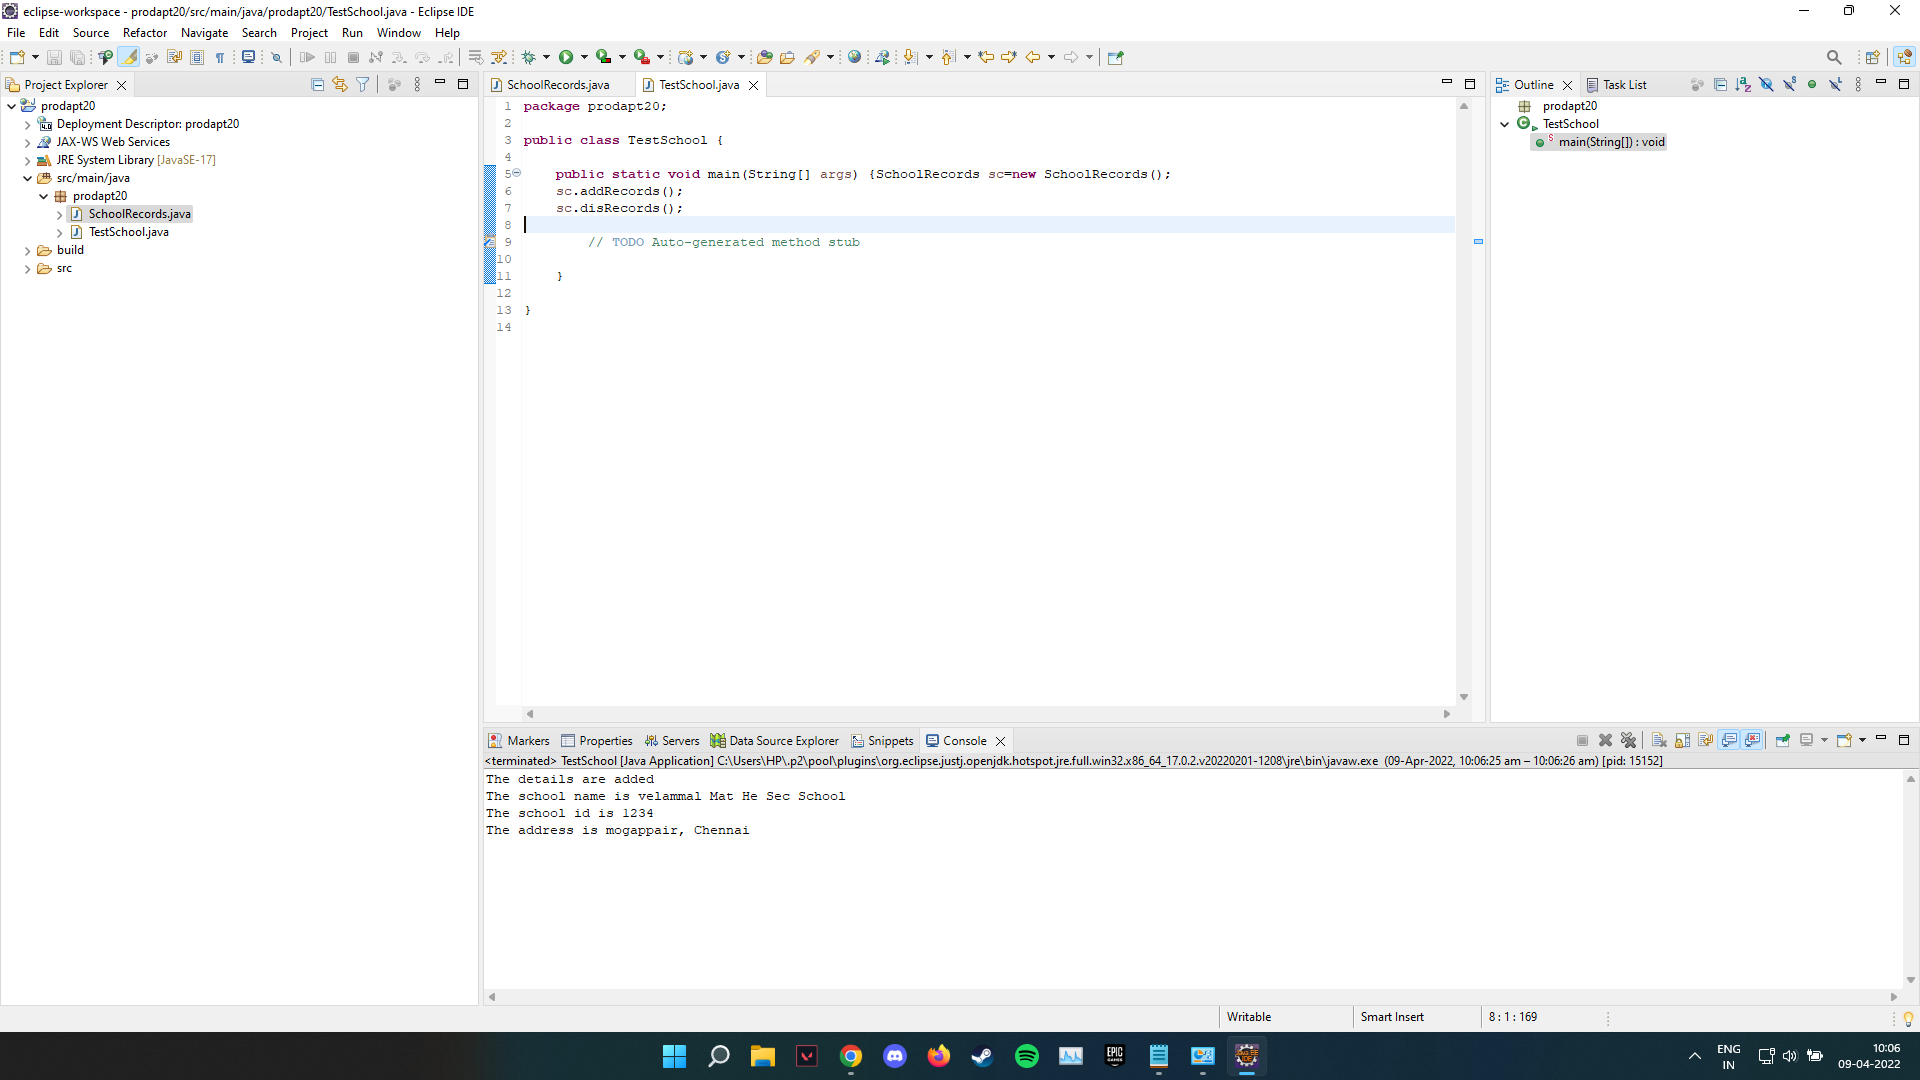 eclipse-workspace - prodapt20/src/main/java/prodapt20/TestSchool.java - Eclipse IDE
File Edit Source Refactor Navigate Search Project Run Window Help
Project Explorer
prodapt20
Deployment Descriptor: prodapt20
JAX-WS Web Services
JRE System Library [JavaSE-17]
src/main/java
prodapt20
SchoolRecords.java
TestSchool.java
build
src
SchoolRecords.java TestSchool.java
1 package prodapt20;
2
3 public class TestSchool {
4
5 public static void main(String[] args) {SchoolRecords sc=new SchoolRecords();
6 sc.addRecords();
7 sc.disRecords();
8
9 // TODO Auto-generated method stub
10
11 }
12
13 }
14
Outline Task List
prodapt20
TestSchool
main(String[]) : void
Markers Properties Servers Data Source Explorer Snippets Console
<terminated> TestSchool [Java Application] C:\Users\HP\.p2\pool\plugins\org.eclipse.justj.openjdk.hotspot.jre.full.win32.x86_64_17.0.2.v20220201-1208\jre\bin\javaw.exe (09-Apr-2022, 10:06:25 am – 10:06:26 am) [pid: 15152]
The details are added
The school name is velammal Mat He Sec School
The school id is 1234
The address is mogappair, Chennai
Writable Smart Insert 8 : 1 : 169
EPIC GAMES
ENG
IN
10:06
09-04-2022